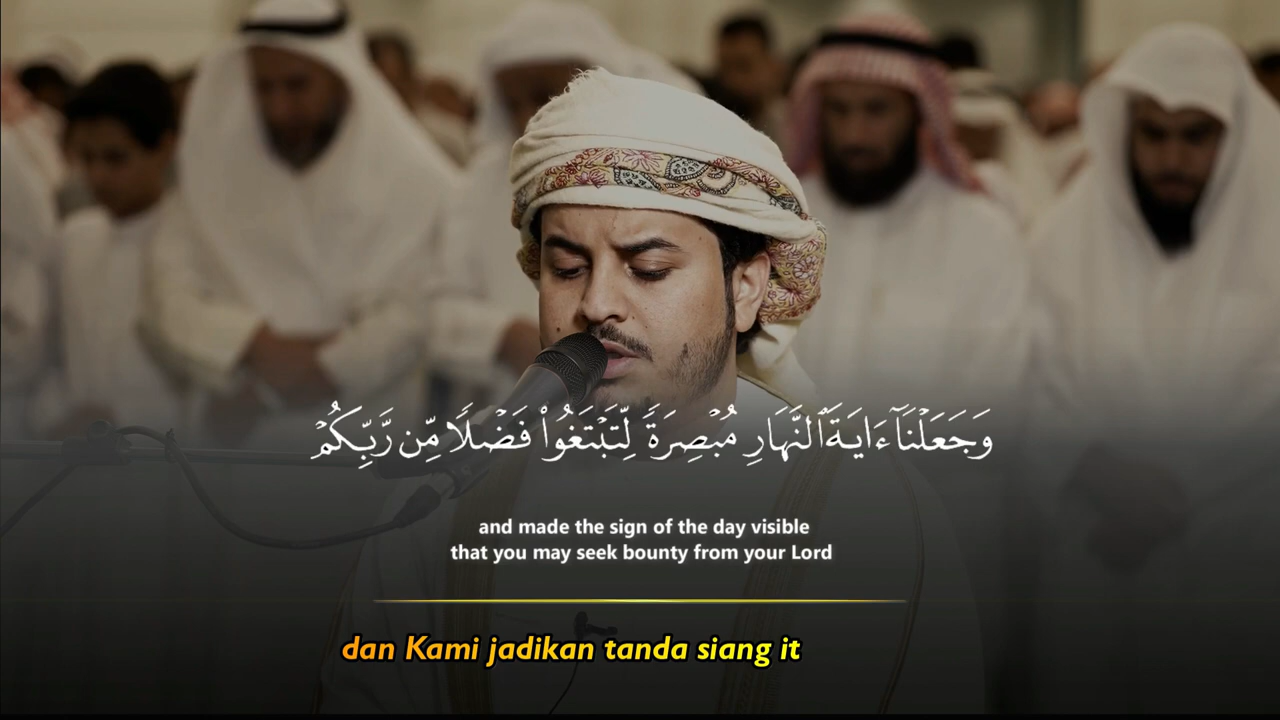 وَجَعَلْنَآ ءَايَةَ ٱلنَّهَارِ مُبْصِرَةً لِّتَبْتَغُوا۟ فَضْلًا مِّن رَّبِّكُمْ
and made the sign of the day visible
that you may seek bounty from your Lord
dan Kami jadikan tanda siang it